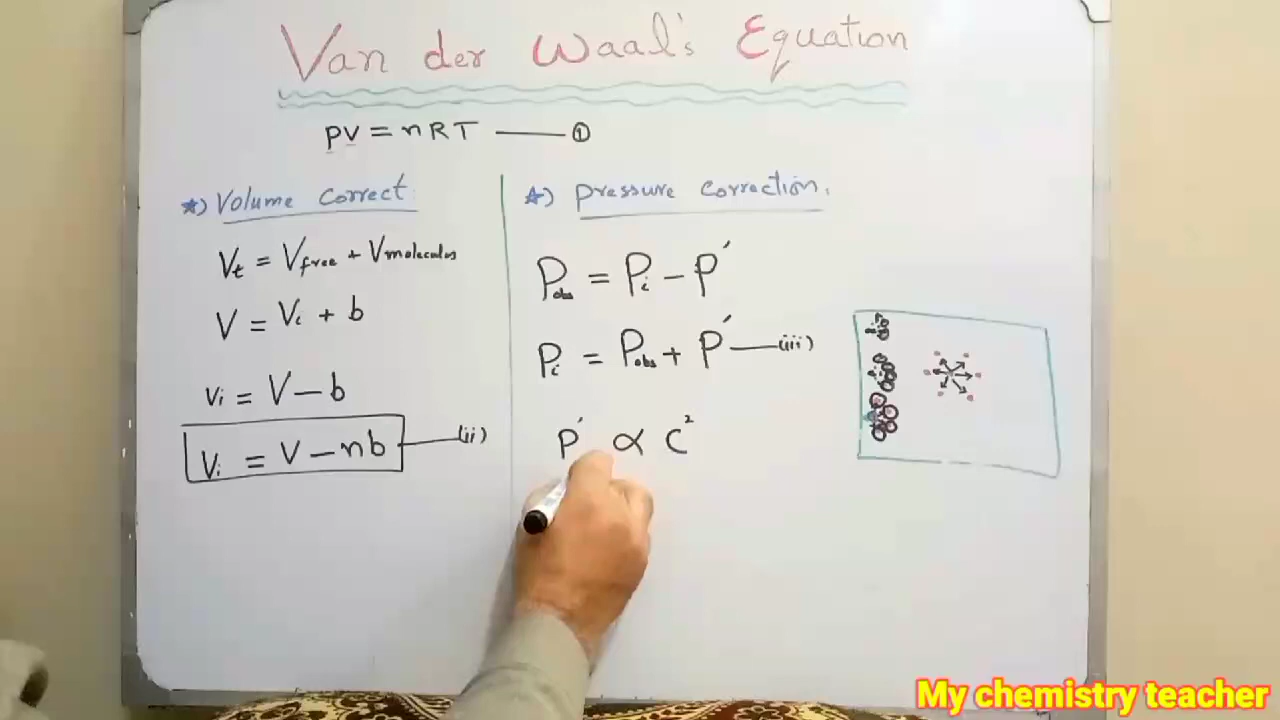 Van der Waal's Equation
PV = nRT —— ①
*) Volume Correct
Vt = Vfree + Vmolecules
V = Vi + b
Vi = V - b
Vi = V - nb —— (ii)
*) Pressure Correction.
Pobs = Pi - P'
Pi = Pobs + P' —— (iii)
P' ∝ C²
My chemistry teacher